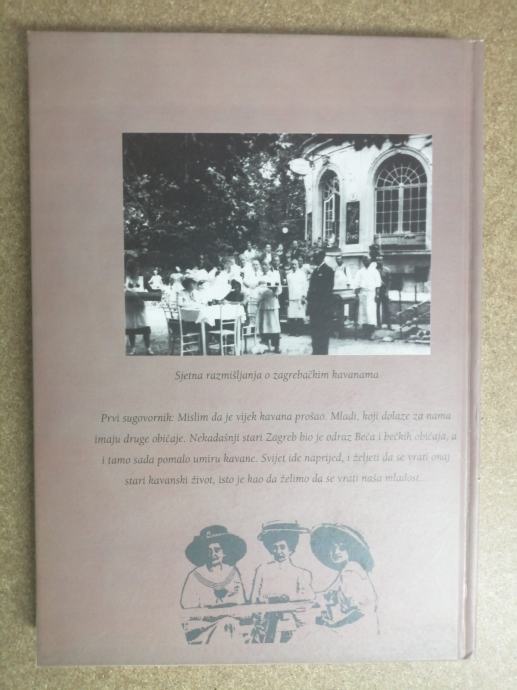 Sjetna razmišljanja o zagrebačkim kavanama
Prvi sugovornik: Mislim da je vijek kavana prošao. Mladi, koji dolaze za nama
imaju druge običaje. Nekadašnji stari Zagreb bio je odraz Beča i bečkih običaja, a
i tamo sada pomalo umiru kavane. Svijet ide naprijed, i željeti da se vrati onaj
stari kavanski život, isto je kao da želimo da se vrati naša mladost...